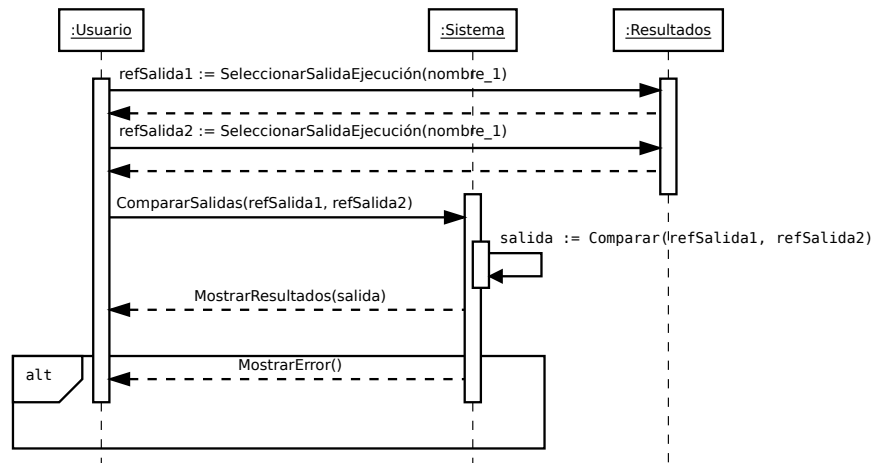 :Usuario
:Sistema
:Resultados
refSalida1 := SeleccionarSalidaEjecución(nombre_1)
refSalida2 := SeleccionarSalidaEjecución(nombre_1)
CompararSalidas(refSalida1, refSalida2)
salida := Comparar(refSalida1, refSalida2)
MostrarResultados(salida)
MostrarError()
alt